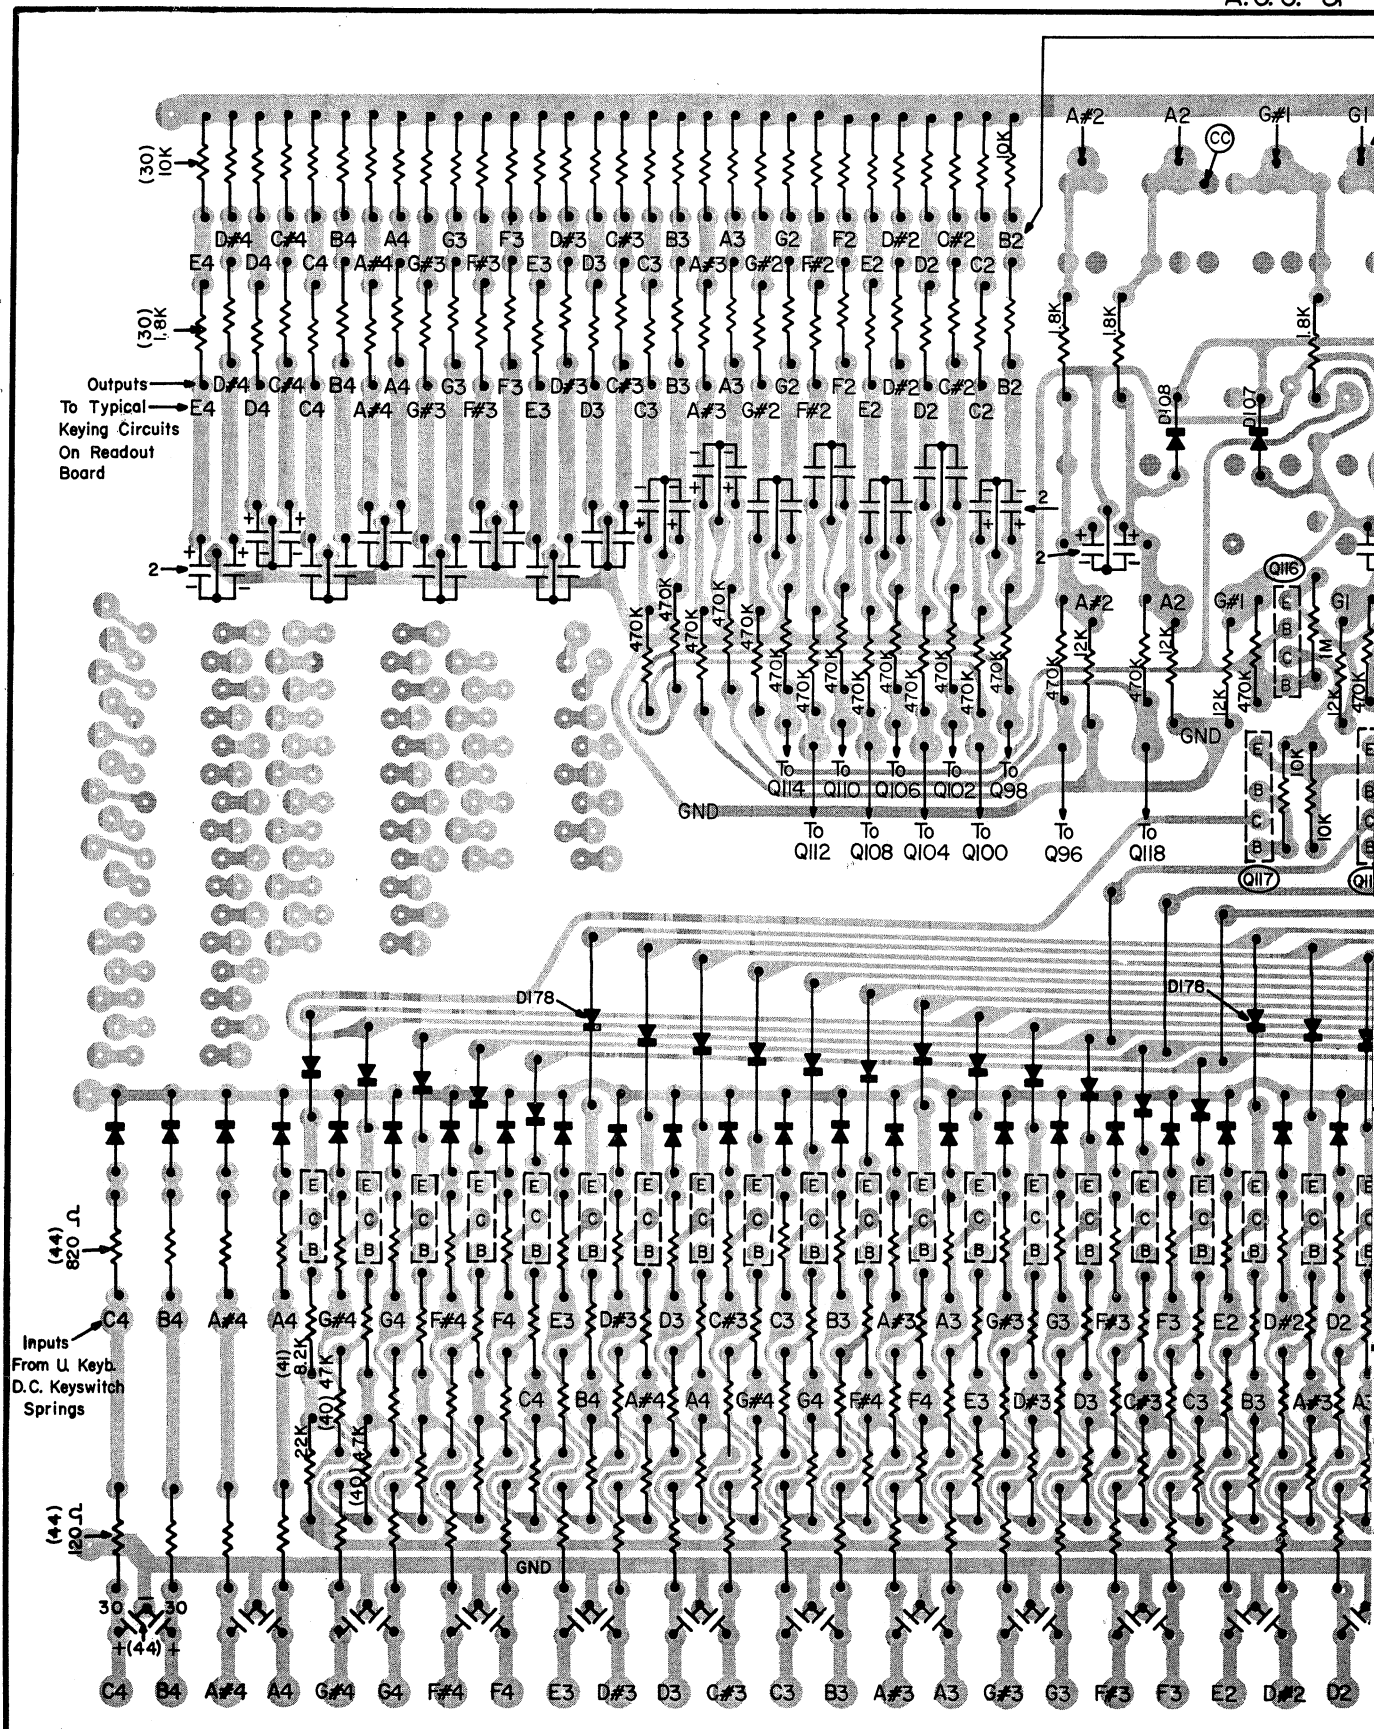 A#2 A2 G#1 G1
CC
(30)
10K
10K
D#4 C#4 B4 A4 G3 F3 D#3 C#3 B3 A3 G2 F2 D#2 C#2 B2
E4 D4 C4 A#4 G#3 F#3 E3 D3 C3 A#3 G#2 F#2 E2 D2 C2
(30)
1.8K
1.8K 1.8K 1.8K
D108 D107
Outputs
D#4 C#4 B4 A4 G3 F3 D#3 C#3 B3 A3 G2 F2 D#2 C#2 B2
To Typical
Keying Circuits
On Readout
Board
E4 D4 C4 A#4 G#3 F#3 E3 D3 C3 A#3 G#2 F#2 E2 D2 C2
2
2
2
Q116
E
B
C
B
A#2 A2 G#1 G1
470K 470K 470K 470K 470K
470K 470K 470K 470K 470K 470K 470K 470K 470K
470K 12K 470K 12K 12K 470K 1M 12K 470K
GND
To To To To To
Q114 Q110 Q106 Q102 Q98
GND
To To To To To To
Q112 Q108 Q104 Q100 Q96 Q118
E
B
C
B
Q117
10K
10K
E
B
C
B
D178 D178
E E E E E E E E E E E E E E E E E E E
C C C C C C C C C C C C C C C C C C C
B B B B B B B B B B B B B B B B B B B
(44)
820 Ω
C4 B4 A#4 A4 G#4 G4 F#4 F4 E3 D#3 D3 C#3 C3 B3 A#3 A3 G#3 G3 F#3 F3 E2 D#2 D2
Inputs
From U. Keyb.
D.C. Keyswitch
Springs
(41)
8.2K
(40) 47K
C4 B4 A#4 A4 G#4 G4 F#4 F4 E3 D#3 D3 C#3 C3 B3 A#3
22K
(40) 47K
(44)
120Ω
GND
30 30
(44)
C4 B4 A#4 A4 G#4 G4 F#4 F4 E3 D#3 D3 C#3 C3 B3 A#3 A3 G#3 G3 F#3 F3 E2 D#2 D2